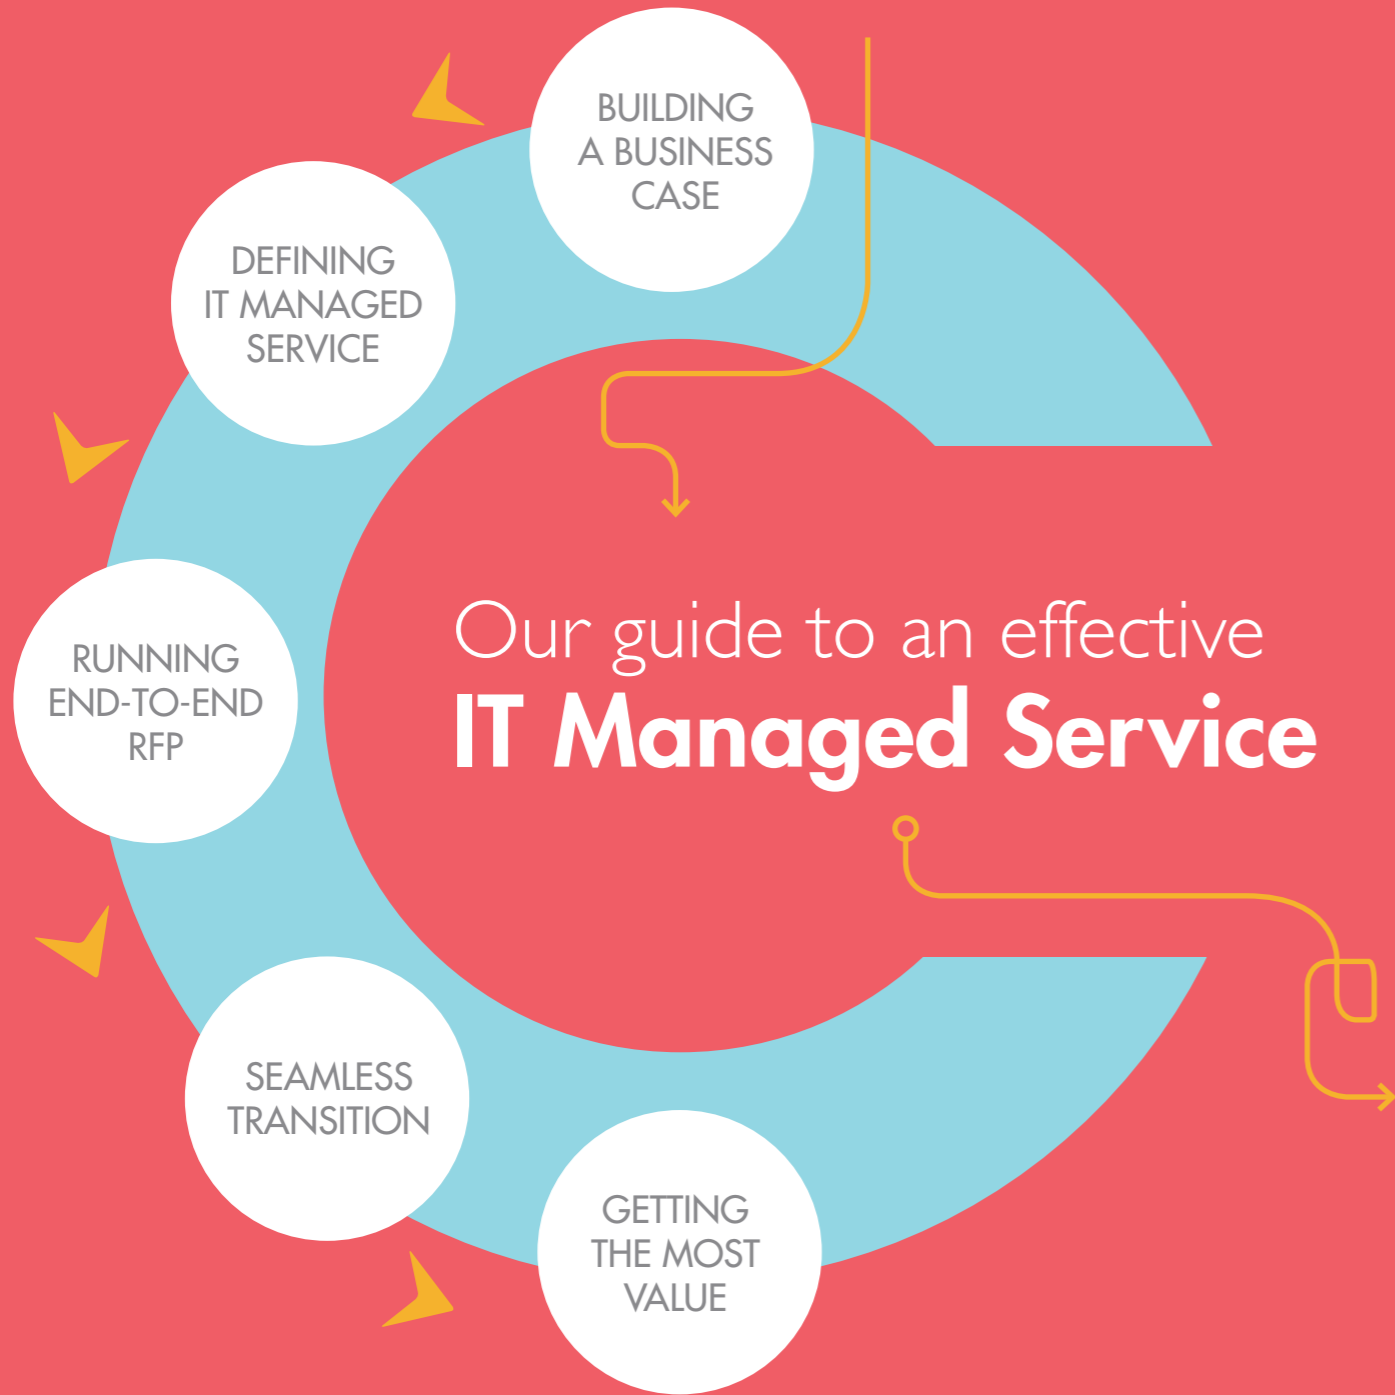 BUILDING
A BUSINESS
CASE
DEFINING
IT MANAGED
SERVICE
RUNNING
END-TO-END
RFP
SEAMLESS
TRANSITION
GETTING
THE MOST
VALUE
Our guide to an effective
IT Managed Service